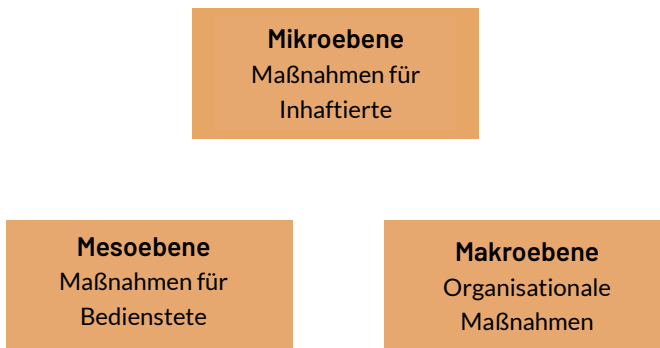 Mikroebene
Maßnahmen für
Inhaftierte
Mesoebene
Maßnahmen für
Bedienstete
Makroebene
Organisationale
Maßnahmen